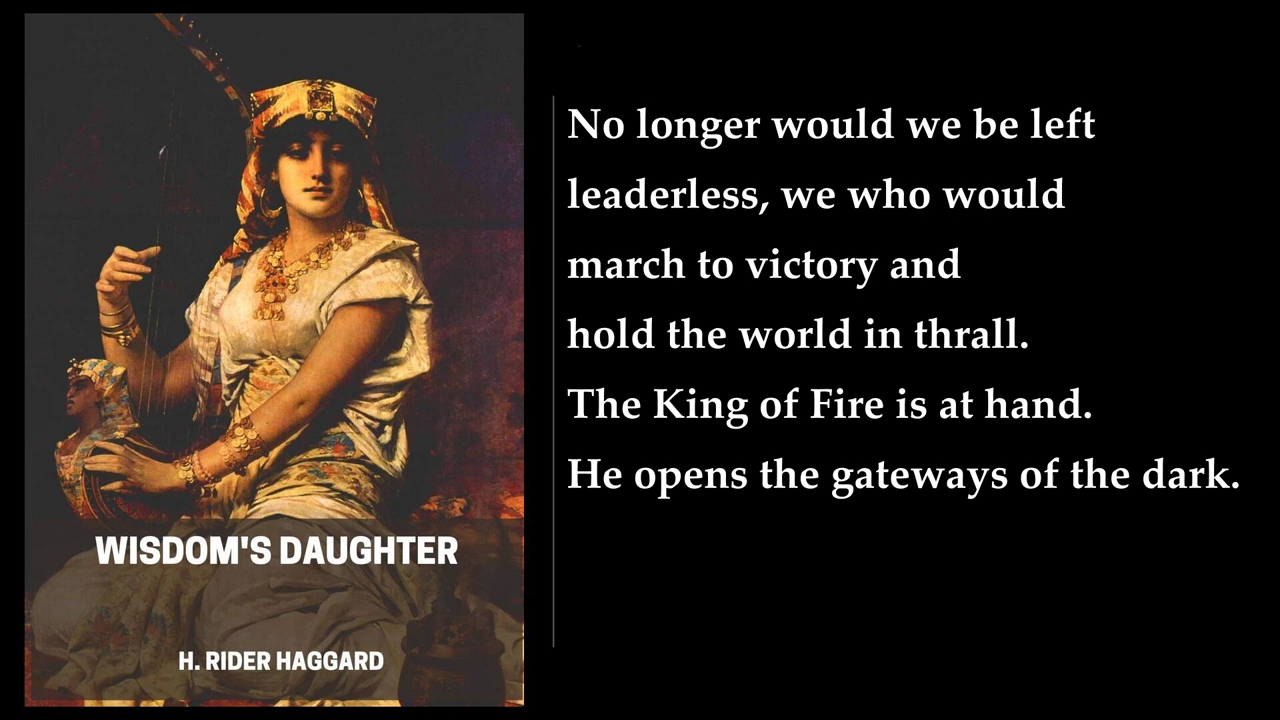 WISDOM'S DAUGHTER
H. RIDER HAGGARD
No longer would we be left
leaderless, we who would
march to victory and
hold the world in thrall.
The King of Fire is at hand.
He opens the gateways of the dark.